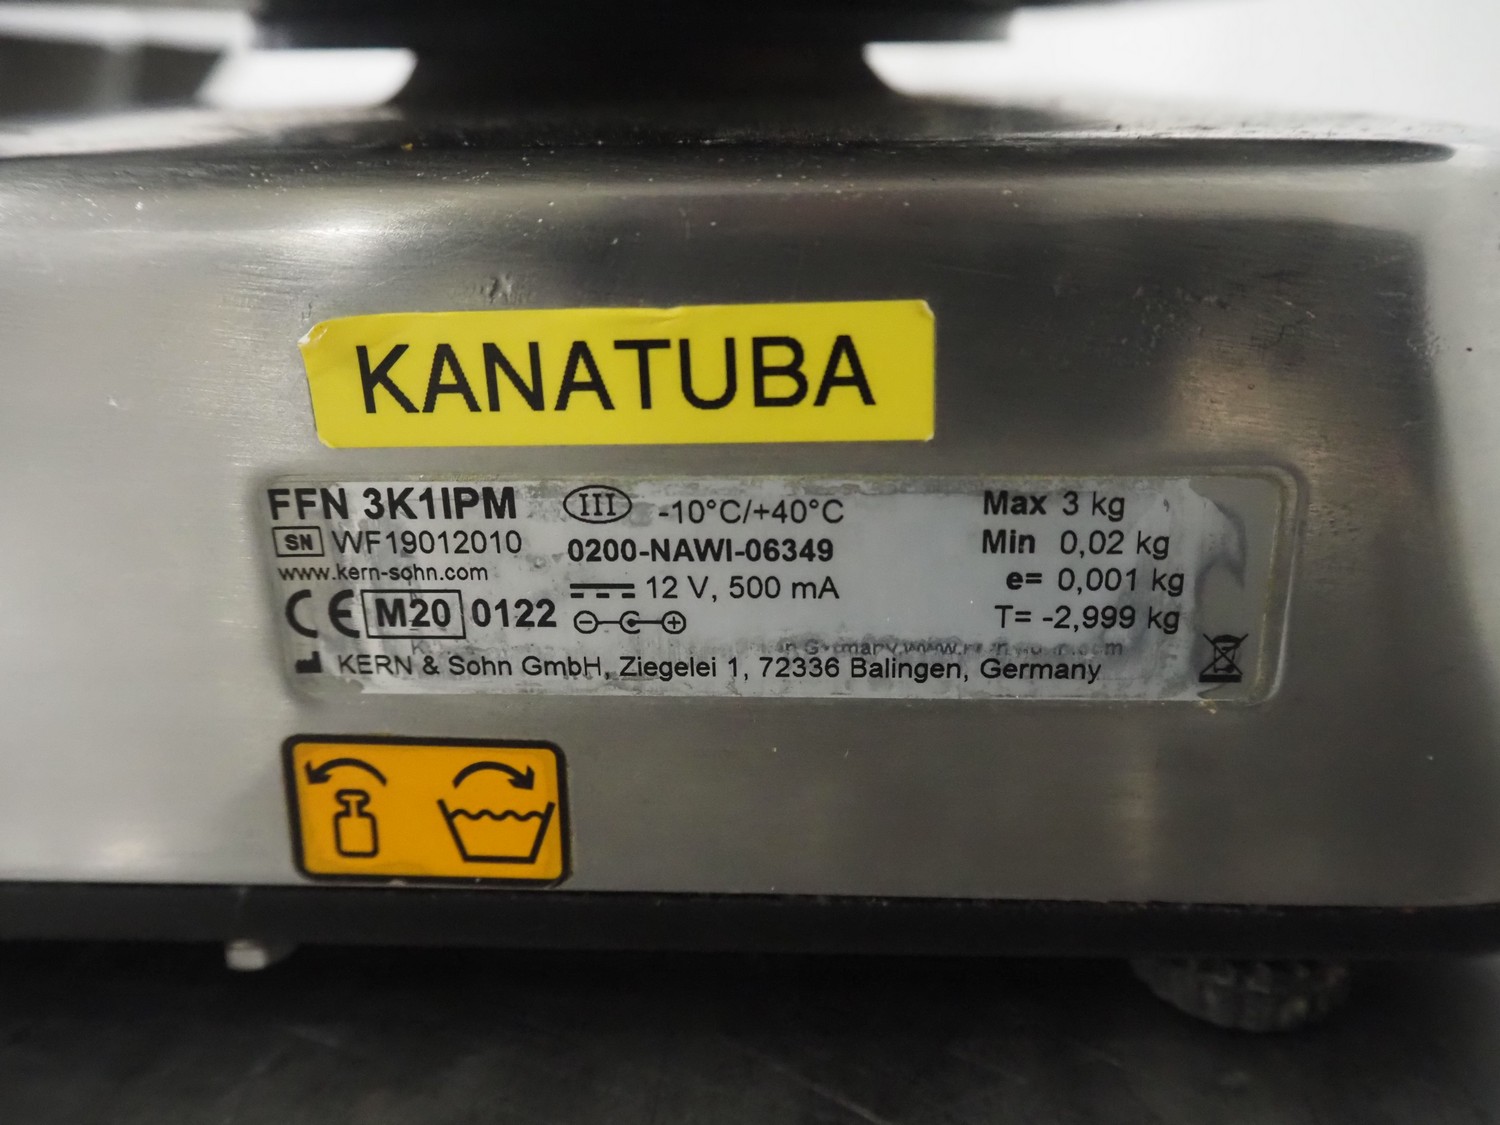 KANATUBA
FFN 3K1IPM III -10°C/+40°C Max 3 kg
SN WF19012010 0200-NAWI-06349 Min 0,02 kg
www.kern-sohn.com 12 V, 500 mA e= 0,001 kg
CE M20 0122 T= -2,999 kg
KERN & Sohn GmbH, Ziegelei 1, 72336 Balingen, Germany